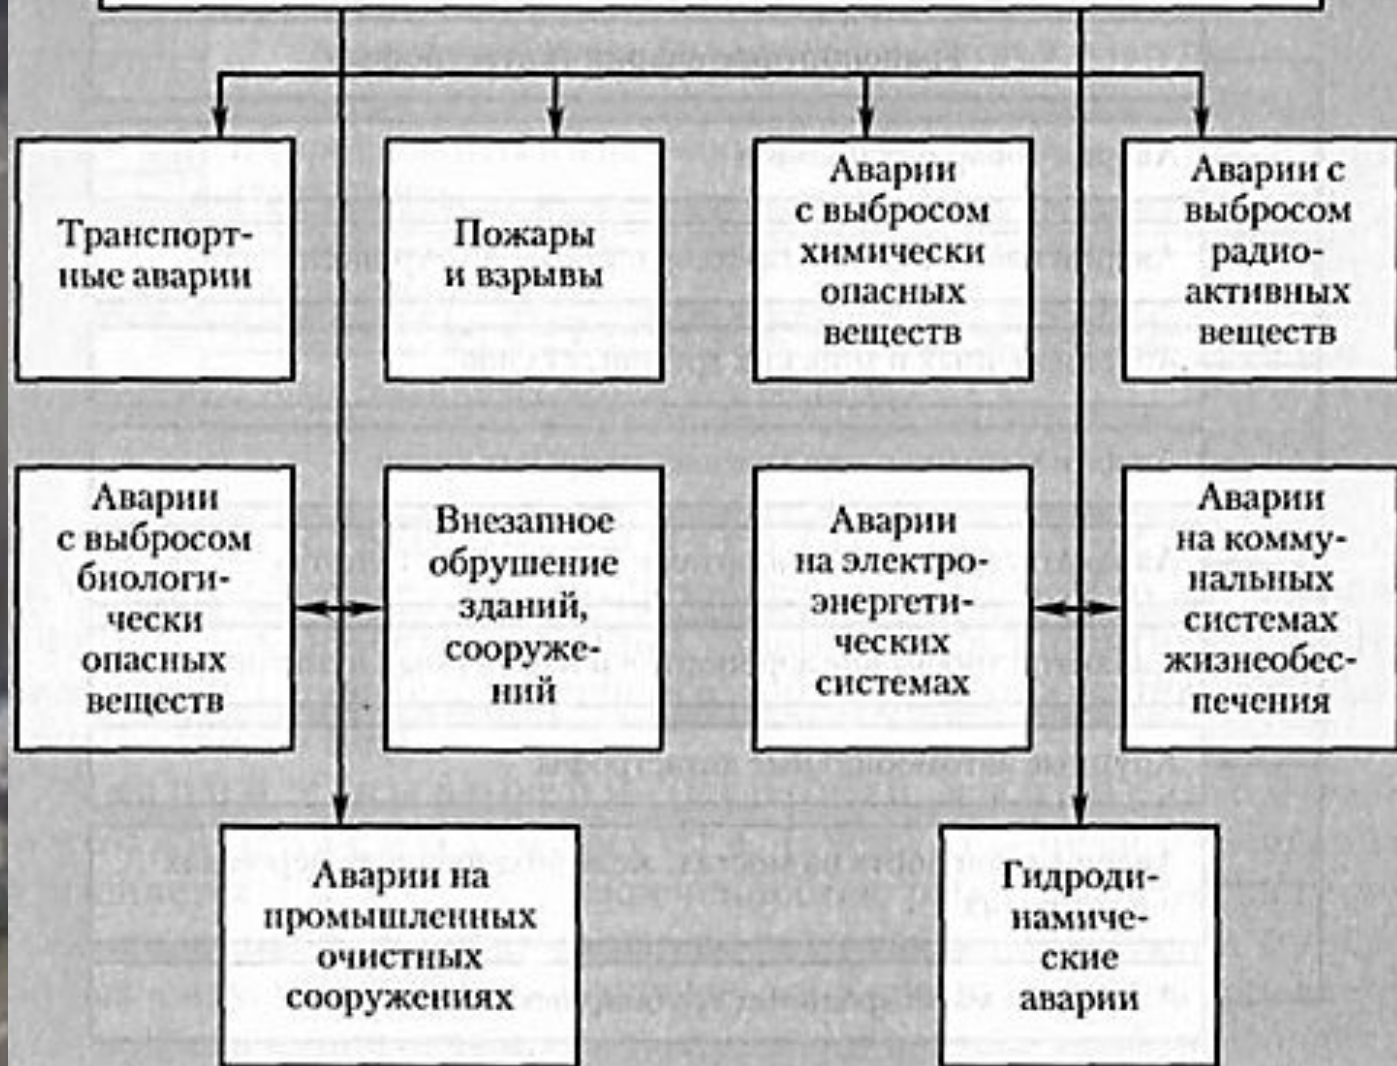 Транспорт-
ные аварии
Пожары
и взрывы
Аварии
с выбросом
химически
опасных
веществ
Аварии с
выбросом
радио-
активных
веществ
Аварии
с выбросом
биологи-
чески
опасных
веществ
Внезапное
обрушение
зданий,
сооруже-
ний
Аварии
на электро-
энергети-
ческих
системах
Аварии
на комму-
нальных
системах
жизнеобес-
печения
Аварии на
промышленных
очистных
сооружениях
Гидроди-
намиче-
ские
аварии